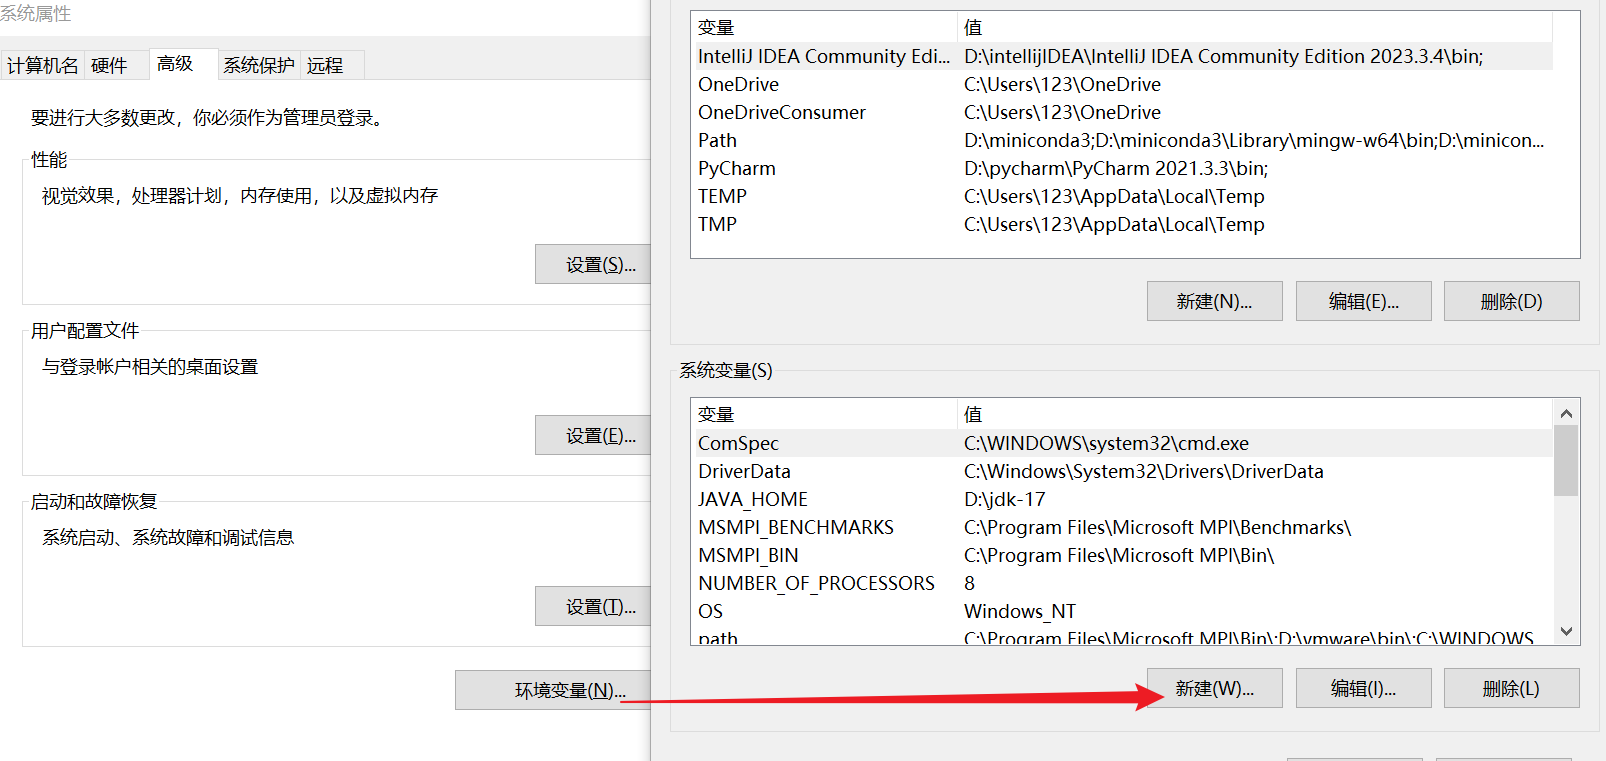 系统属性
计算机名 硬件 高级 系统保护 远程
要进行大多数更改，你必须作为管理员登录。
性能
视觉效果，处理器计划，内存使用，以及虚拟内存
设置(S)...
用户配置文件
与登录帐户相关的桌面设置
设置(E)...
启动和故障恢复
系统启动、系统故障和调试信息
设置(T)...
环境变量(N)...
变量 值
IntelliJ IDEA Community Edi... D:\intellijIDEA\IntelliJ IDEA Community Edition 2023.3.4\bin;
OneDrive C:\Users\123\OneDrive
OneDriveConsumer C:\Users\123\OneDrive
Path D:\miniconda3;D:\miniconda3\Library\mingw-w64\bin;D:\minicon...
PyCharm D:\pycharm\PyCharm 2021.3.3\bin;
TEMP C:\Users\123\AppData\Local\Temp
TMP C:\Users\123\AppData\Local\Temp
新建(N)... 编辑(E)... 删除(D)
系统变量(S)
变量 值
ComSpec C:\WINDOWS\system32\cmd.exe
DriverData C:\Windows\System32\Drivers\DriverData
JAVA_HOME D:\jdk-17
MSMPI_BENCHMARKS C:\Program Files\Microsoft MPI\Benchmarks\
MSMPI_BIN C:\Program Files\Microsoft MPI\Bin\
NUMBER_OF_PROCESSORS 8
OS Windows_NT
path C:\Program Files\Microsoft MPI\Bin\;D:\vmware\bin\;C:\WINDOWS
新建(W)... 编辑(I)... 删除(L)